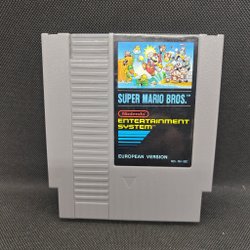 SUPER MARIO BROS.
Nintendo
ENTERTAINMENT
SYSTEM
EUROPEAN VERSION